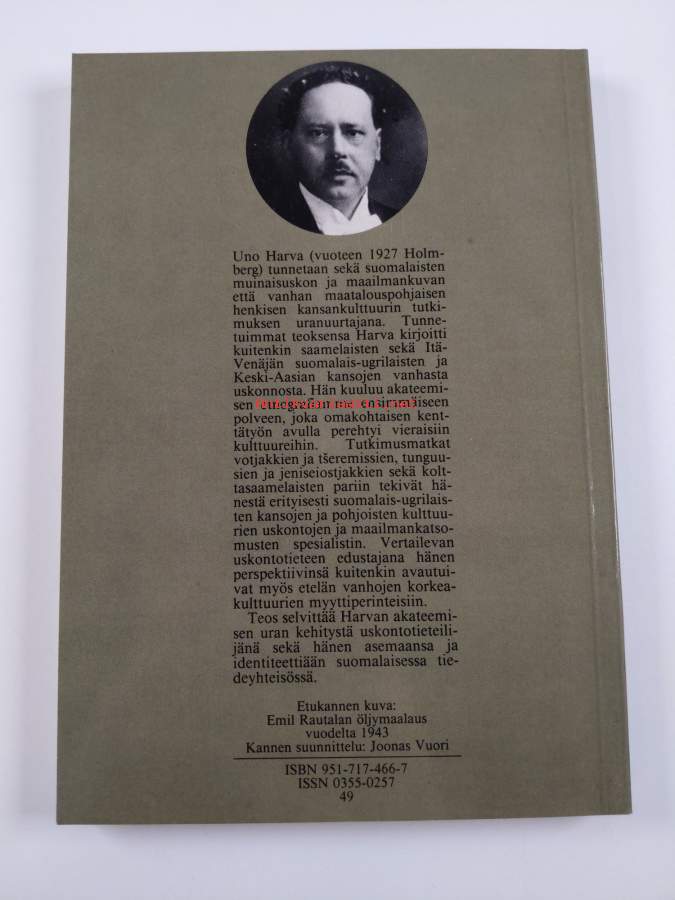 Uno Harva (vuoteen 1927 Holm-
berg) tunnetaan sekä suomalaisten
muinaisuskon ja maailmankuvan
että vanhan maatalouspohjaisen
henkisen kansankulttuurin tutki-
muksen uranuurtajana. Tunne-
tuimmat teoksensa Harva kirjoitti
kuitenkin saamelaisten sekä Itä-
Venäjän suomalais-ugrilaisten ja
Keski-Aasian kansojen vanhasta
uskonnosta. Hän kuuluu akateemi-
sen etnografian ensimmäiseen
polveen, joka omakohtaisen kent-
tätyön avulla perehtyi vieraisiin
kulttuureihin. Tutkimusmatkat
votjakkien ja tšeremissien, tunguu-
sien ja jeniseiostjakkien sekä kolt-
tasaamelaisten pariin tekivät hä-
nestä erityisesti suomalais-ugrilais-
ten kansojen ja pohjoisten kulttuu-
rien uskontojen ja maailmankatso-
musten spesialistin. Vertailevan
uskontotieteen edustajana hänen
perspektiivinsä kuitenkin avautui-
vat myös etelän vanhojen korkea-
kulttuurien myyttiperinteisiin.
Teos selvittää Harvan akateemi-
sen uran kehitystä uskontotieteili-
jänä sekä hänen asemaansa ja
identiteettiään suomalaisessa tie-
deyhteisössä.
Etukannen kuva:
Emil Rautalan öljymaalaus
vuodelta 1943
Kannen suunnittelu: Joonas Vuori
ISBN 951-717-466-7
ISSN 0355-0257
49